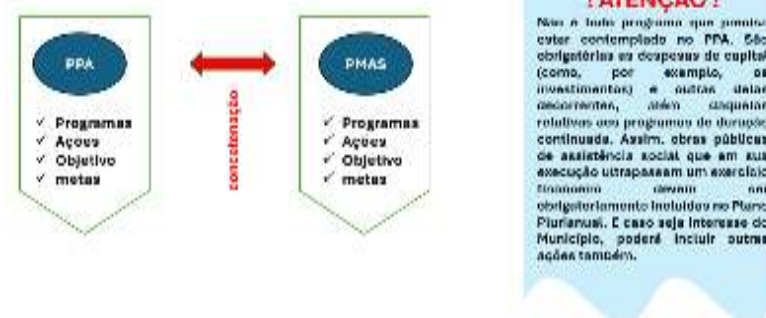 PPA
✓ Programas
✓ Ações
✓ Objetivo
✓ metas
concatenação
PMAS
✓ Programas
✓ Ações
✓ Objetivo
✓ metas
! ATENÇÃO !
Não é todo programa que precisa
estar contemplado no PPA. São
obrigatórias as despesas de capital
(como, por exemplo, os
investimentos) e outras delas
decorrentes, além daquelas
relativas aos programas de duração
continuada. Assim, obras públicas
de assistência social que em sua
execução ultrapassam um exercício
financeiro devem ser
obrigatoriamente incluídas no Plano
Plurianual. E caso seja interesse do
Município, poderá incluir outras
ações também.